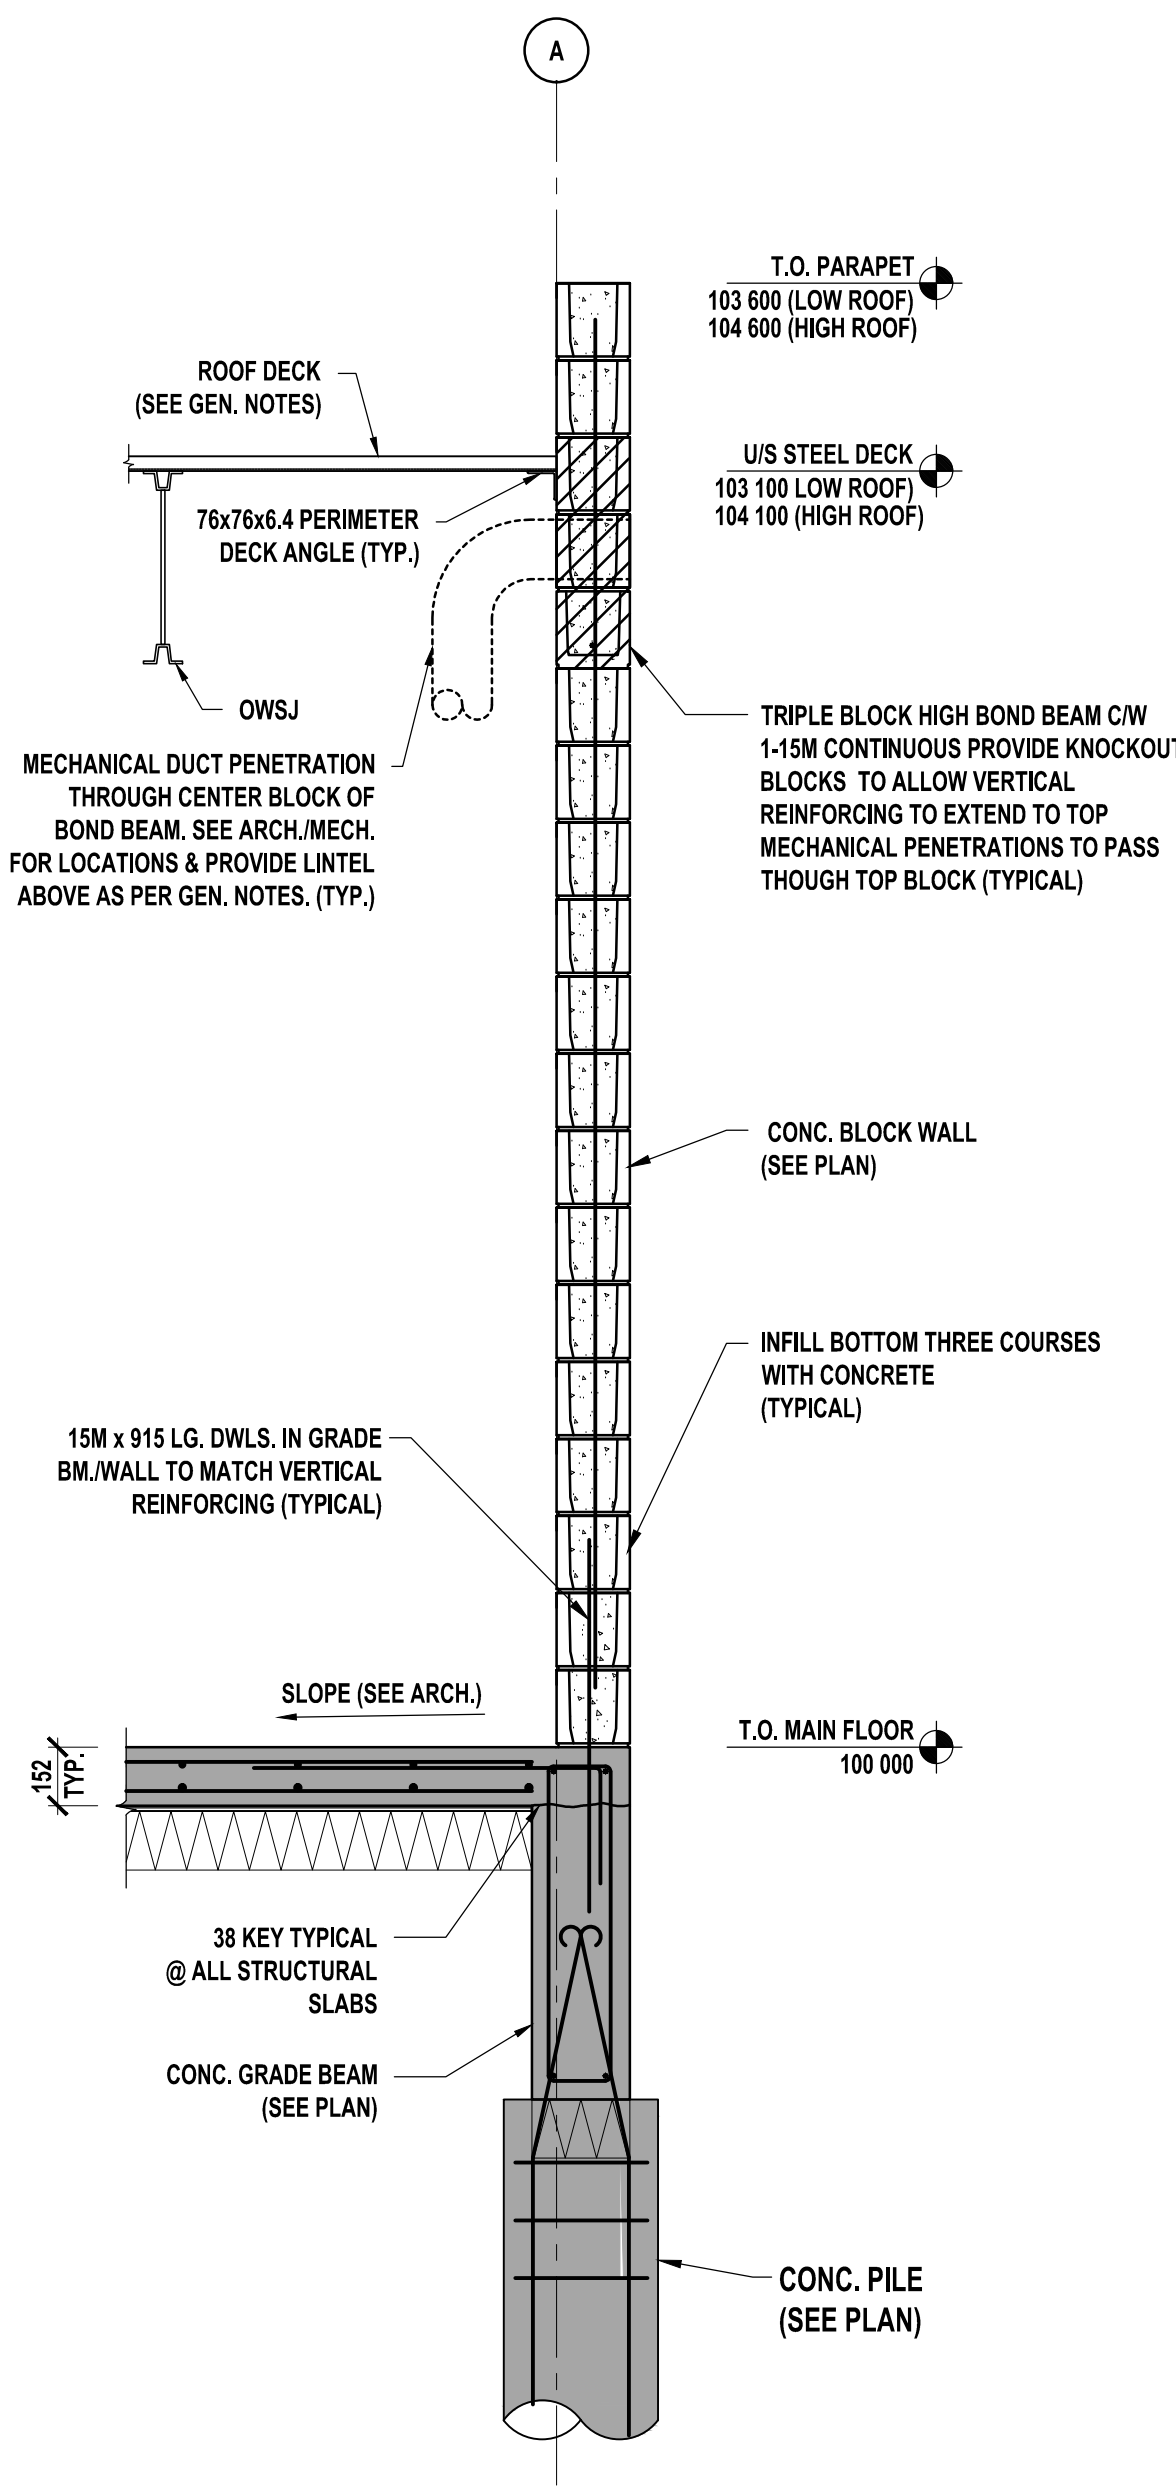 A
T.O. PARAPET
103 600 (LOW ROOF)
104 600 (HIGH ROOF)
ROOF DECK
(SEE GEN. NOTES)
U/S STEEL DECK
103 100 LOW ROOF)
104 100 (HIGH ROOF)
76x76x6.4 PERIMETER
DECK ANGLE (TYP.)
OWSJ
MECHANICAL DUCT PENETRATION
THROUGH CENTER BLOCK OF
BOND BEAM. SEE ARCH./MECH.
FOR LOCATIONS & PROVIDE LINTEL
ABOVE AS PER GEN. NOTES. (TYP.)
TRIPLE BLOCK HIGH BOND BEAM C/W
1-15M CONTINUOUS PROVIDE KNOCKOUT
BLOCKS TO ALLOW VERTICAL
REINFORCING TO EXTEND TO TOP
MECHANICAL PENETRATIONS TO PASS
THOUGH TOP BLOCK (TYPICAL)
CONC. BLOCK WALL
(SEE PLAN)
INFILL BOTTOM THREE COURSES
WITH CONCRETE
(TYPICAL)
15M x 915 LG. DWLS. IN GRADE
BM./WALL TO MATCH VERTICAL
REINFORCING (TYPICAL)
SLOPE (SEE ARCH.)
T.O. MAIN FLOOR
100 000
152
TYP.
38 KEY TYPICAL
@ ALL STRUCTURAL
SLABS
CONC. GRADE BEAM
(SEE PLAN)
CONC. PILE
(SEE PLAN)